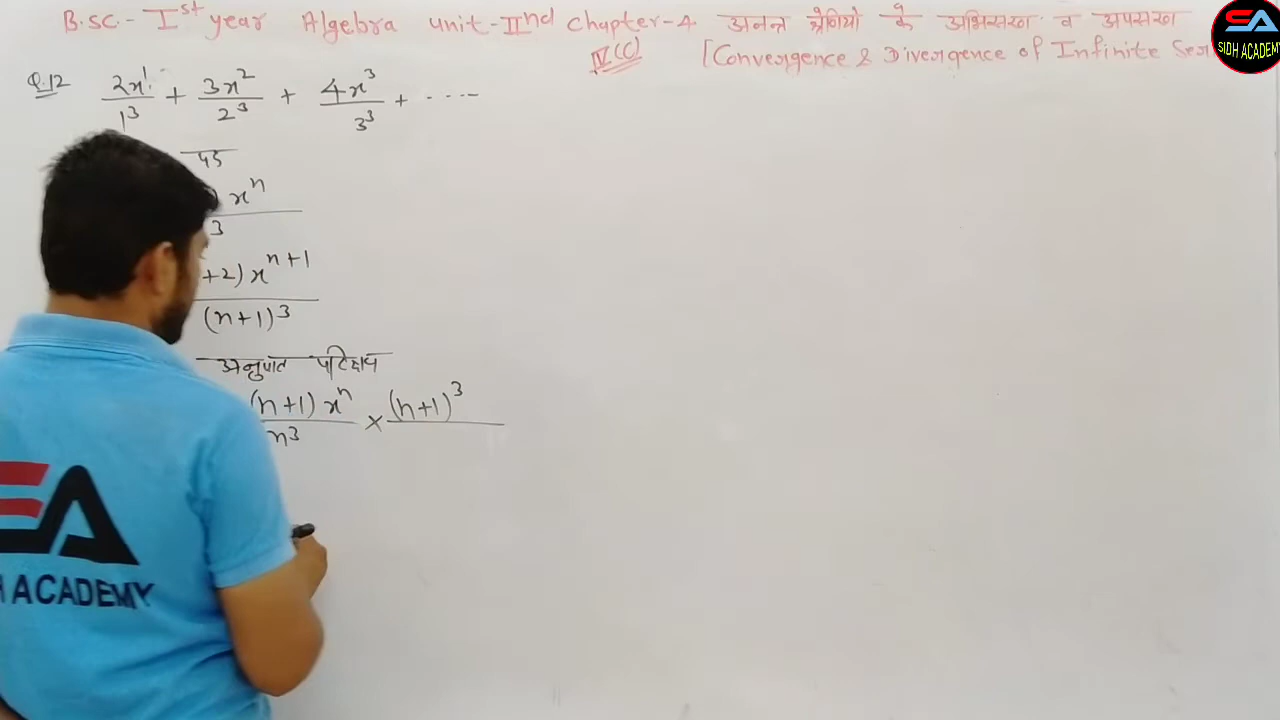 B.sc.- Ist year Algebra unit-IInd Chapter-4 अनन्त श्रेणियों के अभिसरण व अपसरण
IV(C) [Convergence & Divergence of Infinite Ser
SIDH ACADEMY
Q.12 2x¹/1³ + 3x²/2³ + 4x³/3³ + ....
पद
xⁿ
3
+2) xⁿ⁺¹
(n+1)³
अनुपात परिक्षण
(n+1) xⁿ/n³ × (n+1)³
H ACADEMY